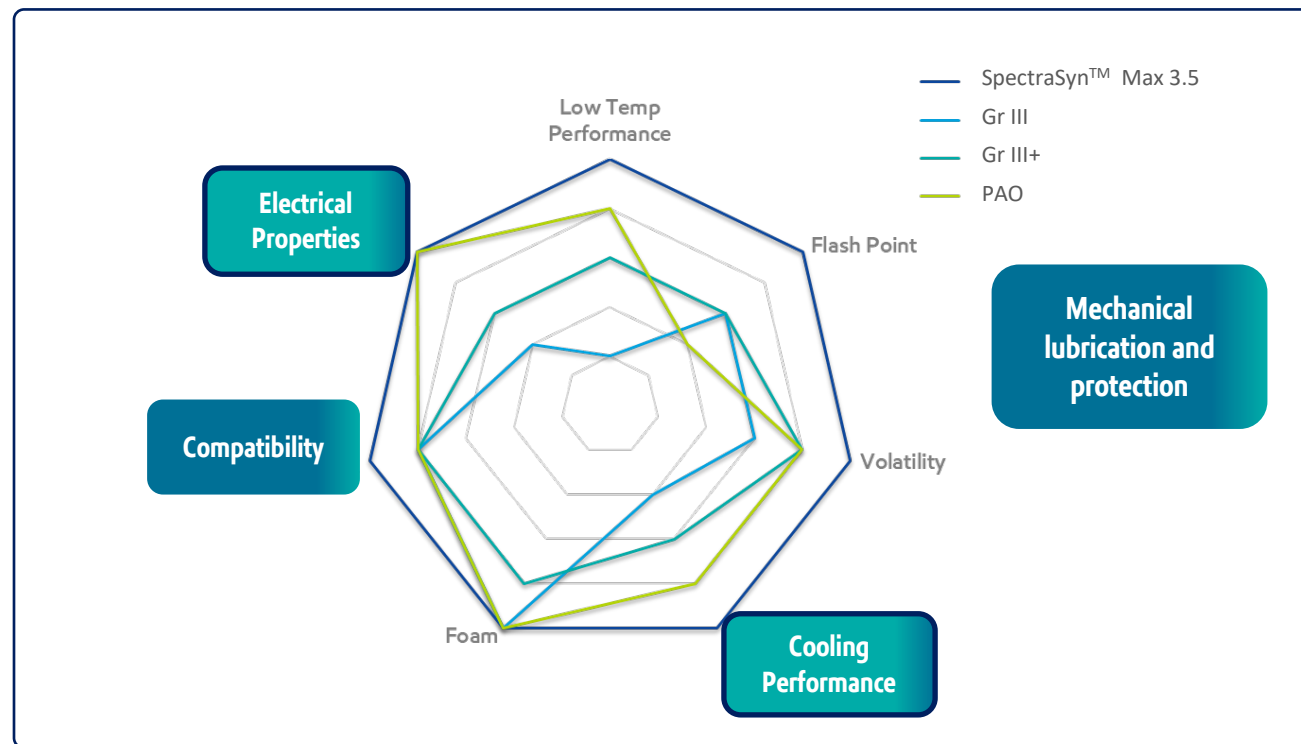 SpectraSyn™ Max 3.5
Gr III
Gr III+
PAO
Low Temp
Performance
Electrical
Properties
Flash Point
Mechanical
lubrication and
protection
Compatibility
Volatility
Foam
Cooling
Performance